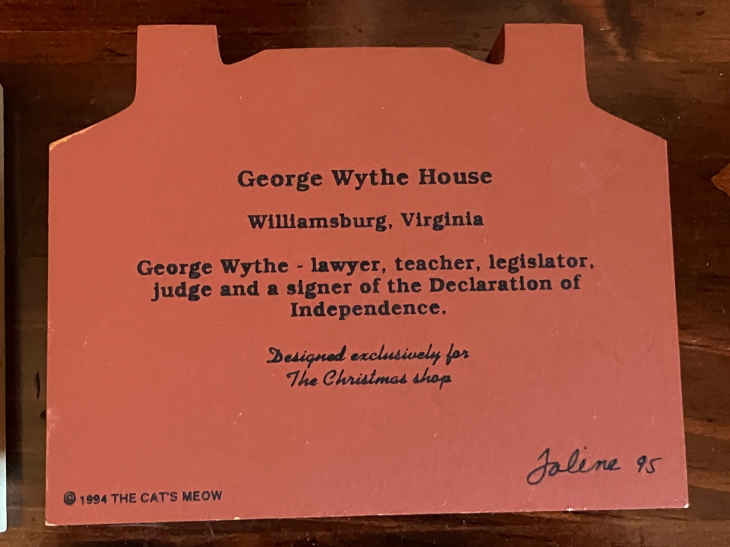 George Wythe House
Williamsburg, Virginia
George Wythe - lawyer, teacher, legislator,
judge and a signer of the Declaration of
Independence.
Designed exclusively for
The Christmas shop
Faline 95
© 1994 THE CAT'S MEOW